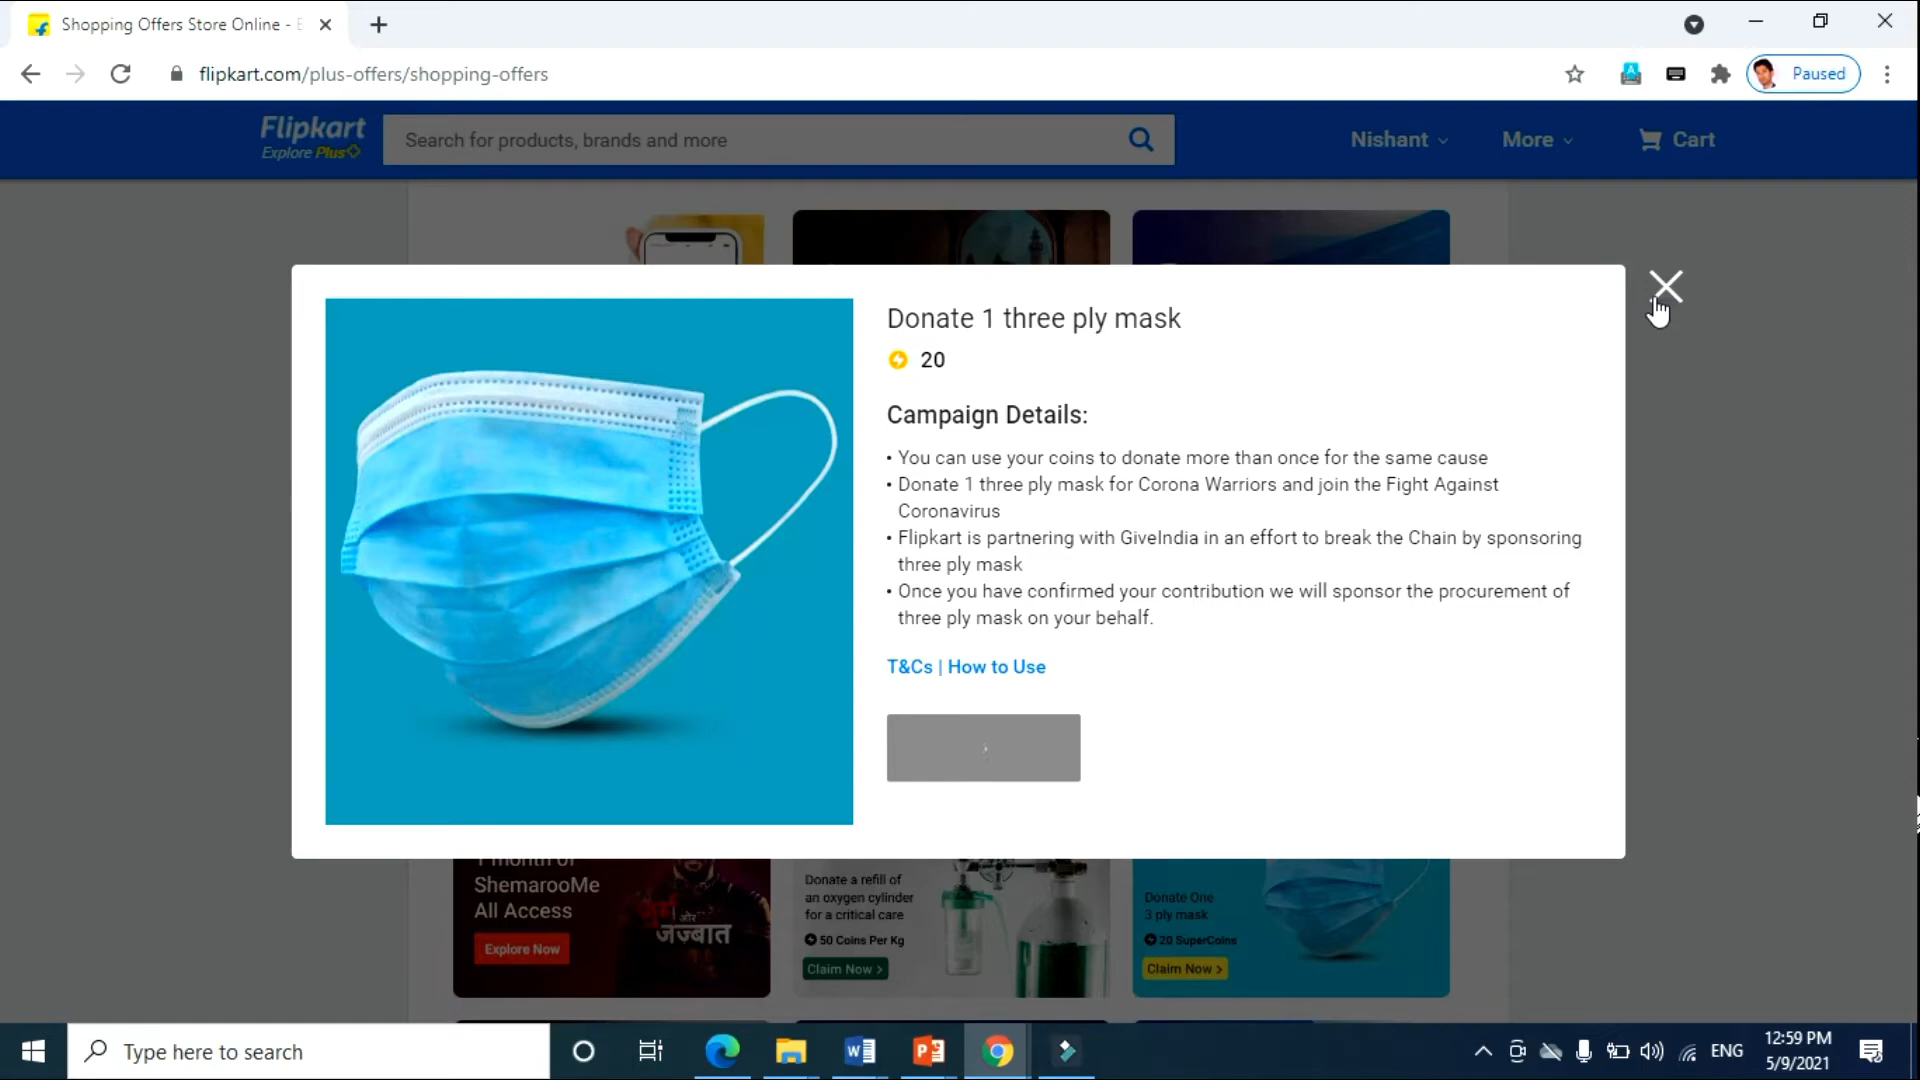 Shopping Offers Store Online -
flipkart.com/plus-offers/shopping-offers
Paused
Flipkart
Explore Plus
Search for products, brands and more
Nishant
More
Cart
Donate 1 three ply mask
20
Campaign Details:
• You can use your coins to donate more than once for the same cause
• Donate 1 three ply mask for Corona Warriors and join the Fight Against
Coronavirus
• Flipkart is partnering with GiveIndia in an effort to break the Chain by sponsoring
three ply mask
• Once you have confirmed your contribution we will sponsor the procurement of
three ply mask on your behalf.
T&Cs | How to Use
1 month of
ShemarooMe
All Access
Explore Now
और
जज़्बात
Donate a refill of
an oxygen cylinder
for a critical care
50 Coins Per Kg
Claim Now >
Donate One
3 ply mask
20 SuperCoins
Claim Now >
Type here to search
ENG
12:59 PM
5/9/2021